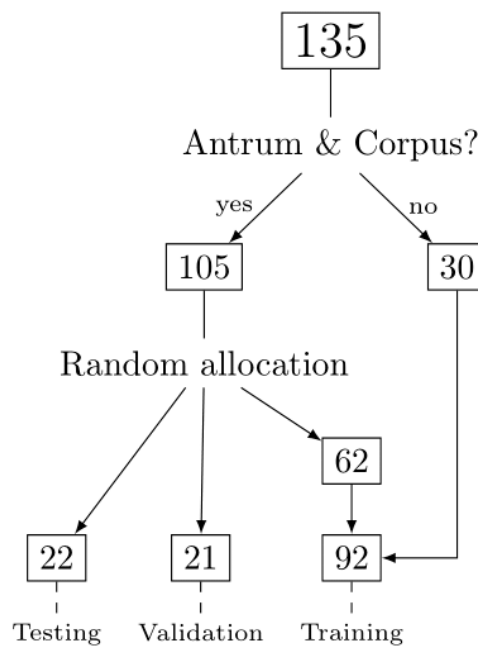 135
Antrum & Corpus?
yes
no
105
30
Random allocation
62
22
21
92
Testing
Validation
Training